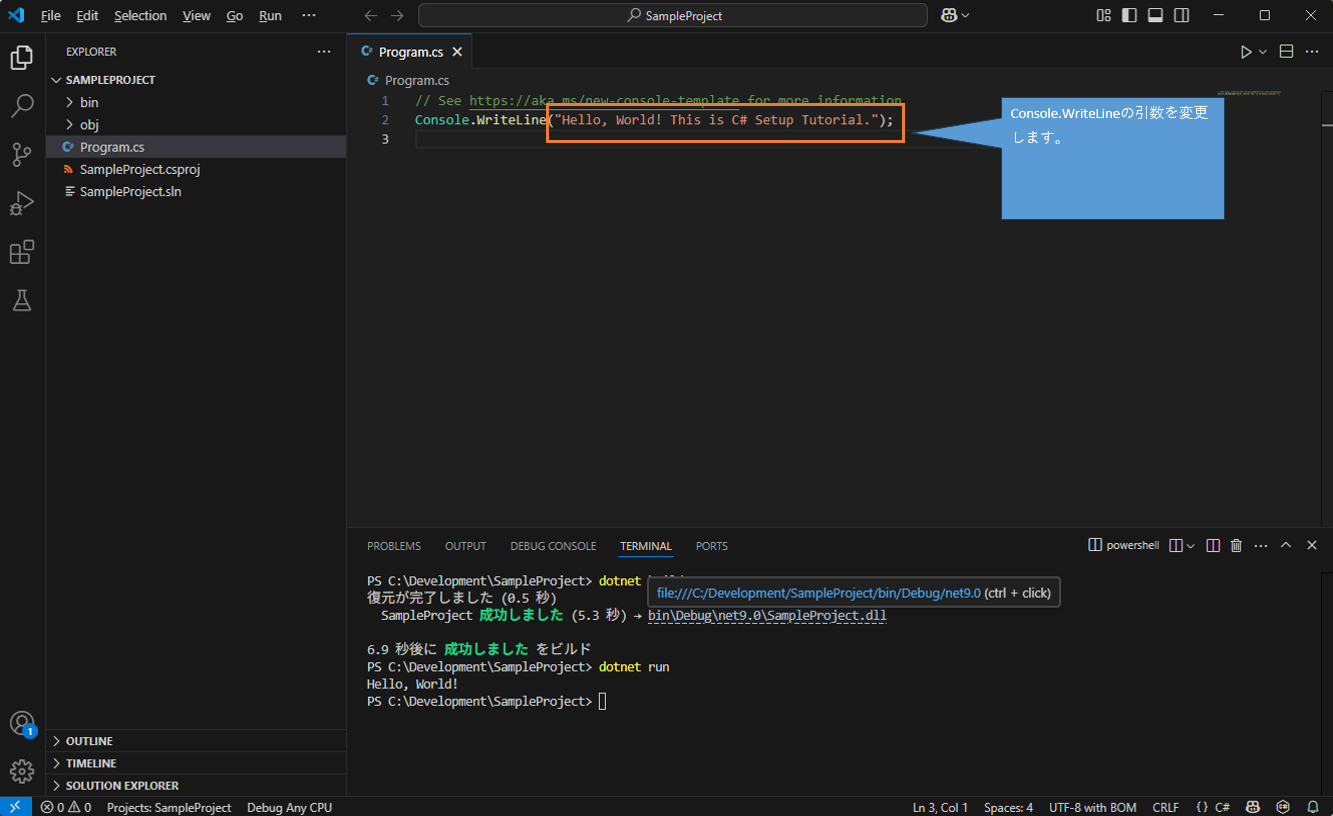 File Edit Selection View Go Run ···
SampleProject
EXPLORER
SAMPLEPROJECT
bin
obj
Program.cs
SampleProject.csproj
SampleProject.sln
OUTLINE
TIMELINE
SOLUTION EXPLORER
Program.cs
Program.cs
1 // See https://aka.ms/new-console-template for more information
2 Console.WriteLine("Hello, World! This is C# Setup Tutorial.");
3
Console.WriteLineの引数を変更
します。
PROBLEMS OUTPUT DEBUG CONSOLE TERMINAL PORTS
powershell
PS C:\Development\SampleProject> dotnet
file:///C:/Development/SampleProject/bin/Debug/net9.0 (ctrl + click)
復元が完了しました (0.5 秒)
SampleProject 成功しました (5.3 秒) → bin\Debug\net9.0\SampleProject.dll
6.9 秒後に 成功しました をビルド
PS C:\Development\SampleProject> dotnet run
Hello, World!
PS C:\Development\SampleProject>
1
0 0 Projects: SampleProject Debug Any CPU
Ln 3, Col 1 Spaces: 4 UTF-8 with BOM CRLF {} C#